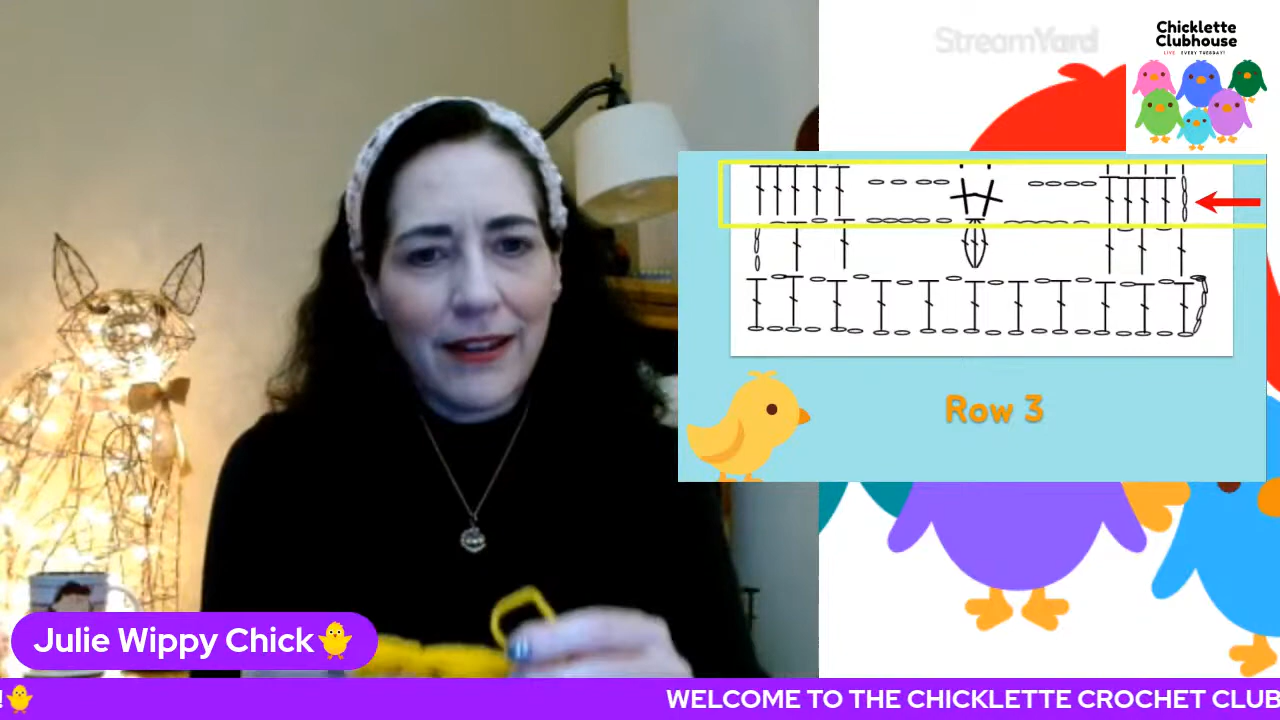 StreamYard
Chicklette
Clubhouse
LIVE EVERY TUESDAY!
Row 3
Julie Wippy Chick
! WELCOME TO THE CHICKLETTE CROCHET CLUB